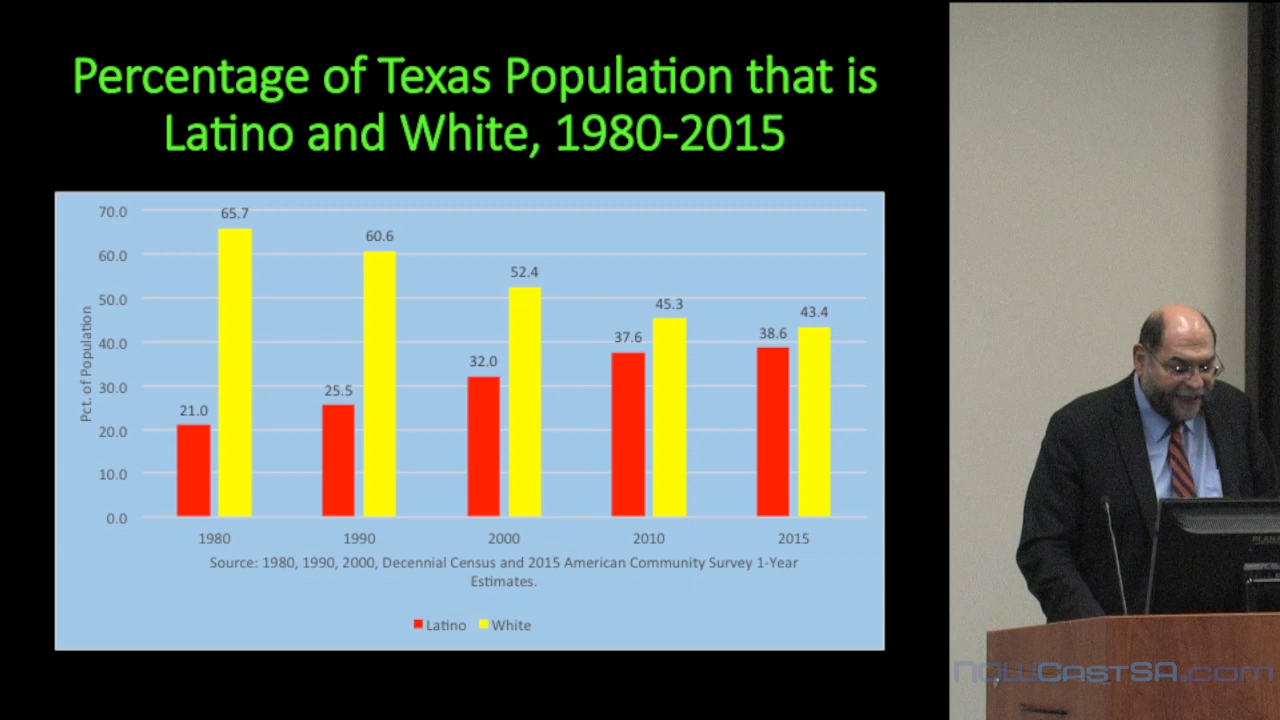 Percentage of Texas Population that is
Latino and White, 1980-2015
70.0
60.0
50.0
40.0
30.0
20.0
10.0
0.0
Pct. of Population
65.7
60.6
52.4
45.3
43.4
21.0
25.5
32.0
37.6
38.6
1980
1990
2000
2010
2015
Source: 1980, 1990, 2000, Decennial Census and 2015 American Community Survey 1-Year
Estimates.
Latino
White
PLANA
NOWCastSA.com